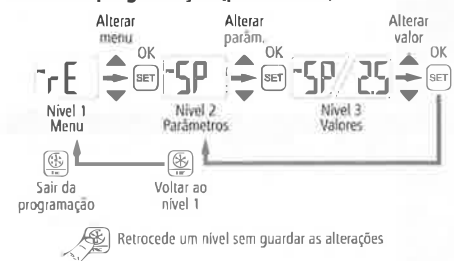 Alterar menu
Alterar parâm.
Alterar valor
OK
OK
OK
rE
SET
SP
SET
SP / 2.5
SET
Nível 1 Menu
Nível 2 Parâmetros
Nível 3 Valores
Sair da programação
Voltar ao nível 1
Retrocede um nível sem guardar as alterações